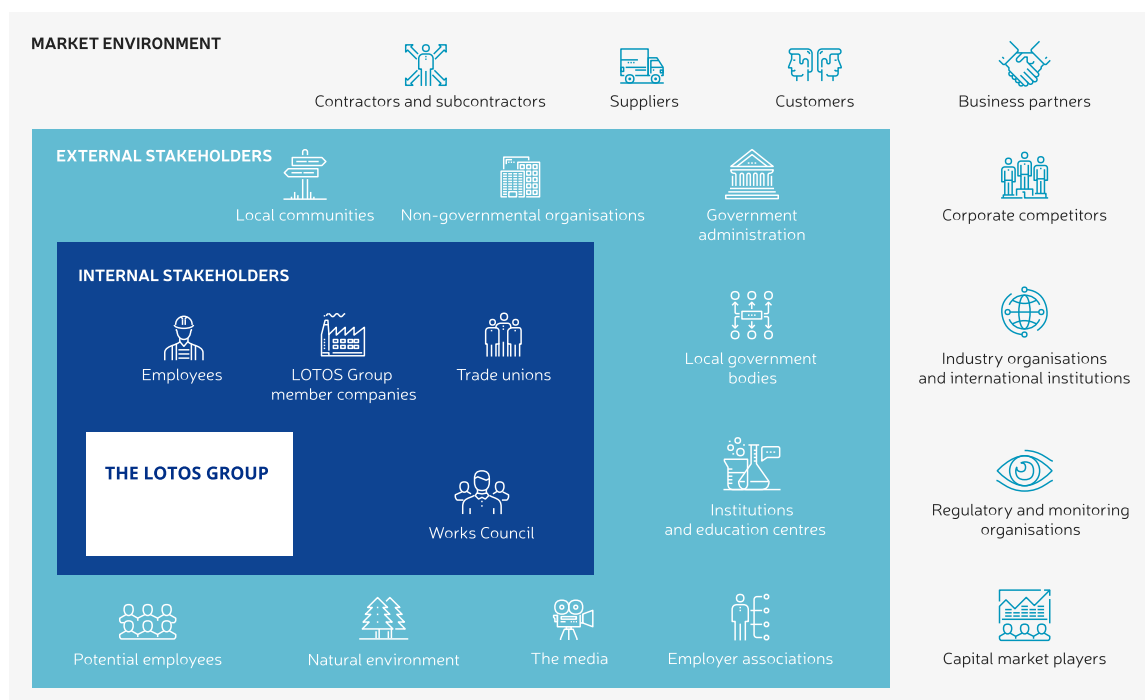 MARKET ENVIRONMENT
Contractors and subcontractors
Suppliers
Customers
Business partners
EXTERNAL STAKEHOLDERS
Local communities
Non-governmental organisations
Government
administration
Corporate competitors
INTERNAL STAKEHOLDERS
Employees
LOTOS Group
member companies
Trade unions
Local government
bodies
Industry organisations
and international institutions
THE LOTOS GROUP
Works Council
Institutions
and education centres
Regulatory and monitoring
organisations
Potential employees
Natural environment
The media
Employer associations
Capital market players